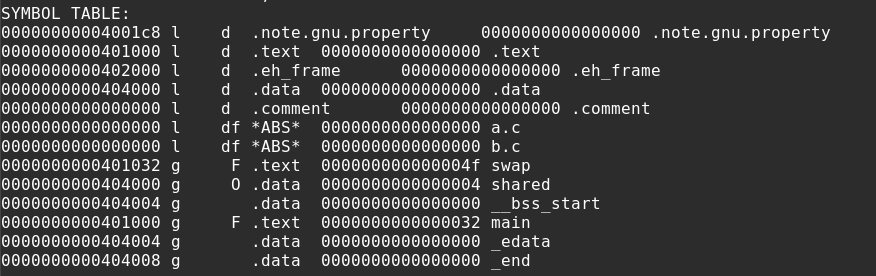 SYMBOL TABLE:
00000000004001c8 l    d  .note.gnu.property     0000000000000000 .note.gnu.property
0000000000401000 l    d  .text  0000000000000000 .text
0000000000402000 l    d  .eh_frame      0000000000000000 .eh_frame
0000000000404000 l    d  .data  0000000000000000 .data
0000000000000000 l    d  .comment       0000000000000000 .comment
0000000000000000 l    df *ABS*  0000000000000000 a.c
0000000000000000 l    df *ABS*  0000000000000000 b.c
0000000000401032 g     F .text  000000000000004f swap
0000000000404000 g     O .data  0000000000000004 shared
0000000000404004 g       .data  0000000000000000 __bss_start
0000000000401000 g     F .text  0000000000000032 main
0000000000404004 g       .data  0000000000000000 _edata
0000000000404008 g       .data  0000000000000000 _end